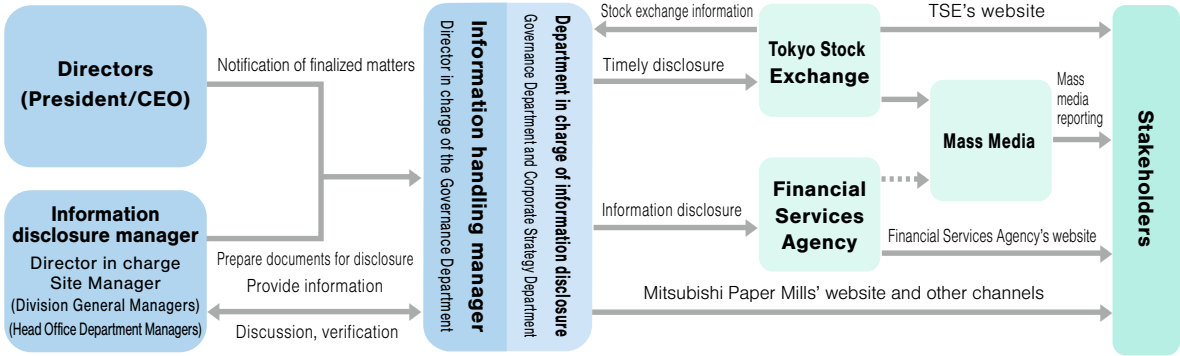 Directors
(President/CEO)
Information
disclosure manager
Director in charge
Site Manager
(Division General Managers)
(Head Office Department Managers)
Notification of finalized matters
Prepare documents for disclosure
Provide information
Discussion, verification
Information handling manager
Director in charge of the Governance Department
Department in charge of information disclosure
Governance Department and Corporate Strategy Department
Stock exchange information
Timely disclosure
Information disclosure
Tokyo Stock
Exchange
Financial
Services
Agency
TSE's website
Mass Media
Mass
media
reporting
Financial Services Agency's website
Mitsubishi Paper Mills' website and other channels
Stakeholders